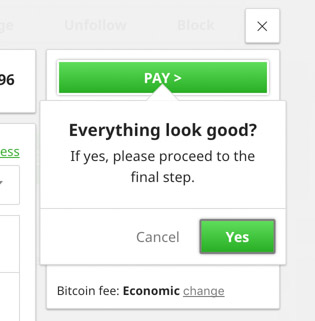 ge Unfollow Block
96
PAY >
Everything look good?
If yes, please proceed to the
final step.
ess
Cancel Yes
Bitcoin fee: Economic change